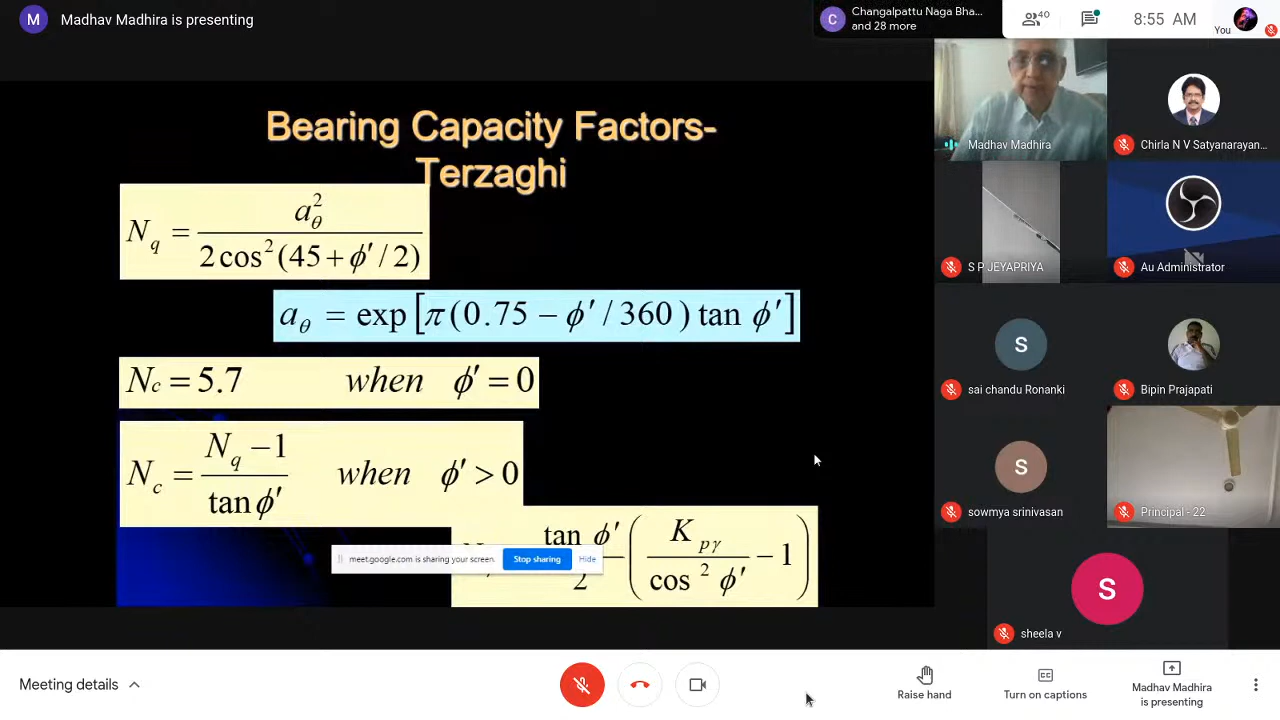 M
Madhav Madhira is presenting
C
Changalpattu Naga Bha...
and 28 more
40
8:55 AM
You
Bearing Capacity Factors-
Terzaghi
N_q = a_θ^2 / 2 cos^2 (45 + ϕ′ / 2)
a_θ = exp [π (0.75 − ϕ′ / 360) tan ϕ′]
N_c = 5.7 when ϕ′ = 0
N_c = N_q − 1 / tan ϕ′ when ϕ′ > 0
tan ϕ′ / 2 ( K_pγ / cos^2 ϕ′ − 1 )
meet.google.com is sharing your screen.
Stop sharing
Hide
Madhav Madhira
Chirla N V Satyanarayan...
S P JEYAPRIYA
Au Administrator
S
sai chandu Ronanki
Bipin Prajapati
S
sowmya srinivasan
Principal - 22
S
sheela v
Meeting details
Raise hand
CC
Turn on captions
Madhav Madhira
is presenting